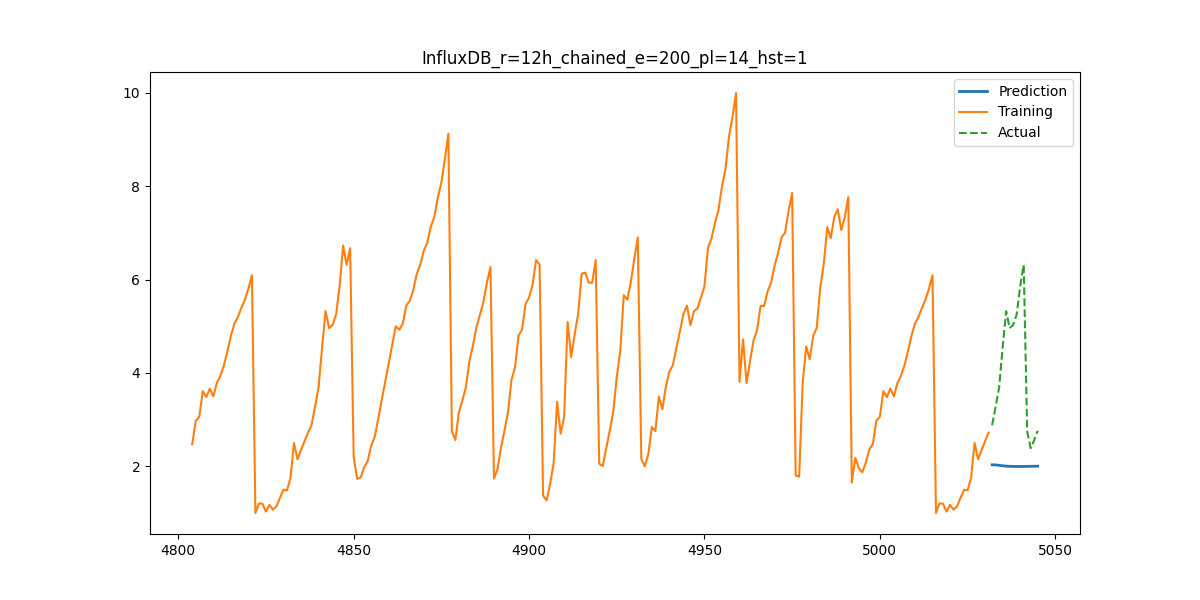 InfluxDB_r=12h_chained_e=200_pl=14_hst=1
Prediction
Training
Actual
10
8
6
4
2
4800 4850 4900 4950 5000 5050